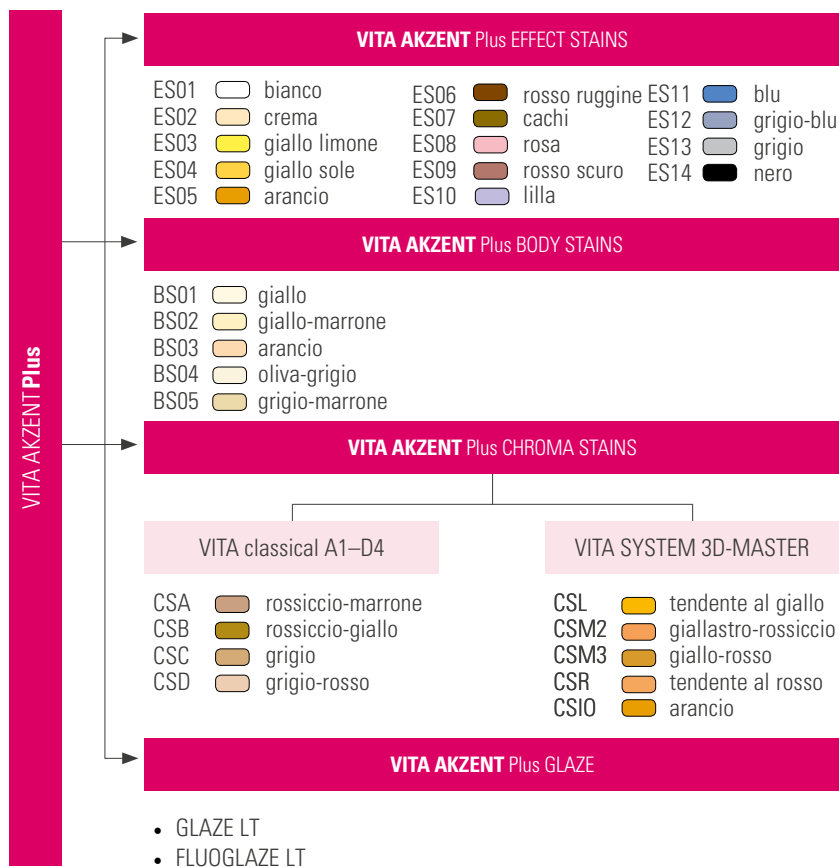 VITA AKZENT Plus
VITA AKZENT Plus EFFECT STAINS
ES01 bianco
ES02 crema
ES03 giallo limone
ES04 giallo sole
ES05 arancio
ES06 rosso ruggine
ES07 cachi
ES08 rosa
ES09 rosso scuro
ES10 lilla
ES11 blu
ES12 grigio-blu
ES13 grigio
ES14 nero
VITA AKZENT Plus BODY STAINS
BS01 giallo
BS02 giallo-marrone
BS03 arancio
BS04 oliva-grigio
BS05 grigio-marrone
VITA AKZENT Plus CHROMA STAINS
VITA classical A1–D4
CSA rossiccio-marrone
CSB rossiccio-giallo
CSC grigio
CSD grigio-rosso
VITA SYSTEM 3D-MASTER
CSL tendente al giallo
CSM2 giallastro-rossiccio
CSM3 giallo-rosso
CSR tendente al rosso
CSIO arancio
VITA AKZENT Plus GLAZE
• GLAZE LT
• FLUOGLAZE LT